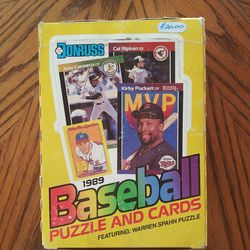 $20.00
DONRUSS
Cal Ripken
Jose Canseco
Kirby Puckett
MVP
1989
Baseball
PUZZLE AND CARDS
FEATURING: WARREN SPAHN PUZZLE